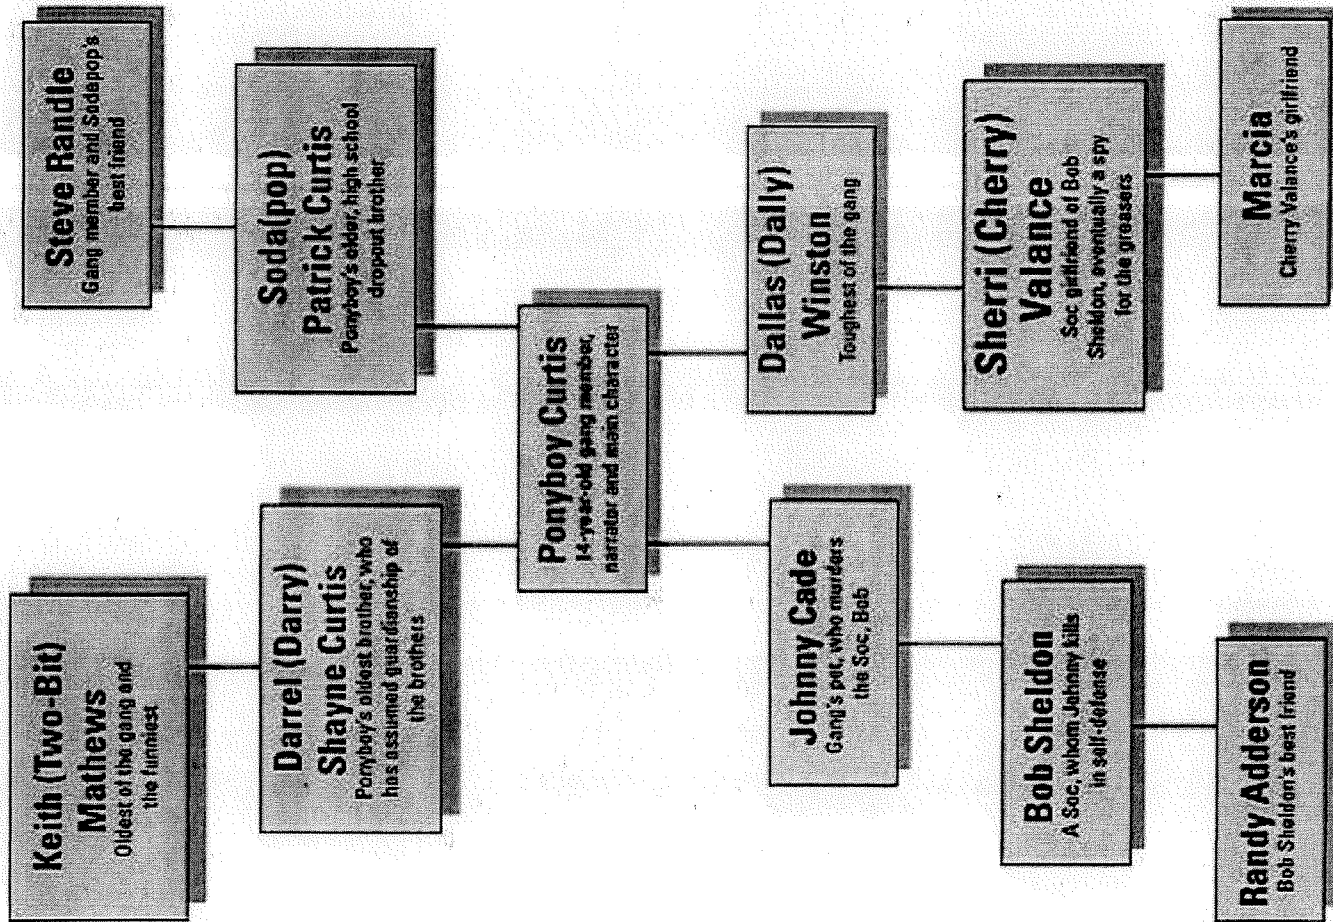 Keith (Two-Bit)
Mathews
Oldest of the gang and
the funniest
Steve Randle
Gang member and Sodapop's
best friend
Darrel (Darry)
Shayne Curtis
Ponyboy's oldest brother, who
has assumed guardianship of
the brothers
Soda(pop)
Patrick Curtis
Ponyboy's older, high school
dropout brother
Ponyboy Curtis
14-year-old gang member,
narrator and main character
Johnny Cade
Gang's pet, who murders
the Soc, Bob
Dallas (Dally)
Winston
Toughest of the gang
Bob Sheldon
A Soc, whom Johnny kills
in self-defense
Sherri (Cherry)
Valance
Soc girlfriend of Bob
Sheldon, eventually a spy
for the greasers
Randy Adderson
Bob Sheldon's best friend
Marcia
Cherry Valance's girlfriend